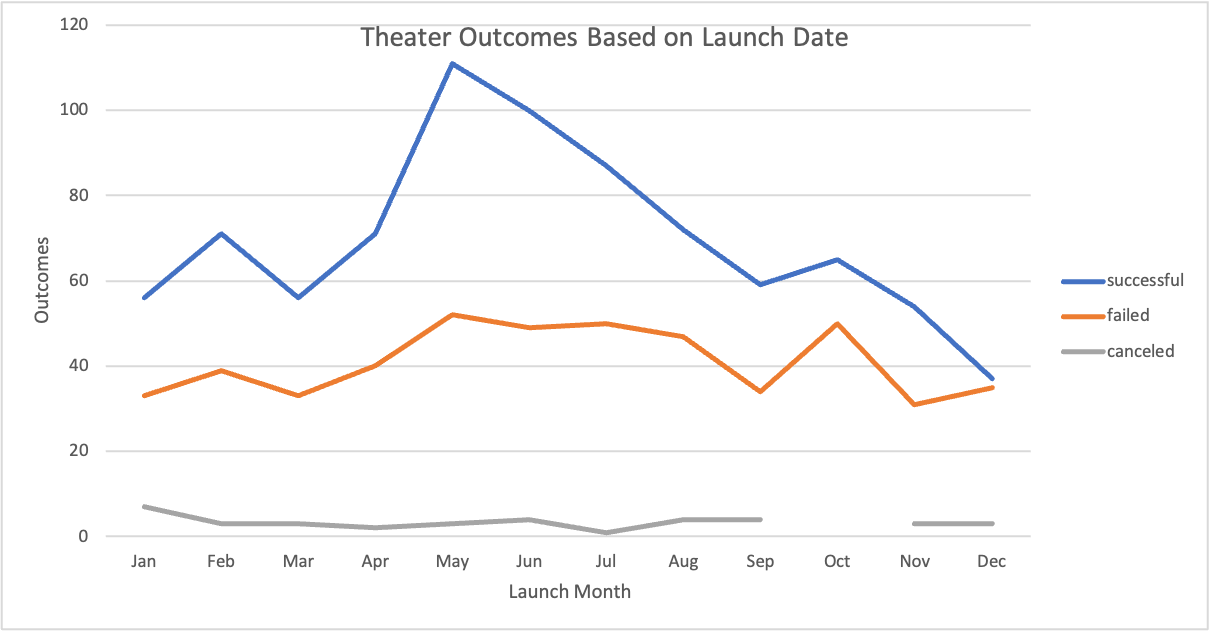 Theater Outcomes Based on Launch Date
120
100
80
60
40
20
0
Outcomes
Jan Feb Mar Apr May Jun Jul Aug Sep Oct Nov Dec
Launch Month
successful
failed
canceled